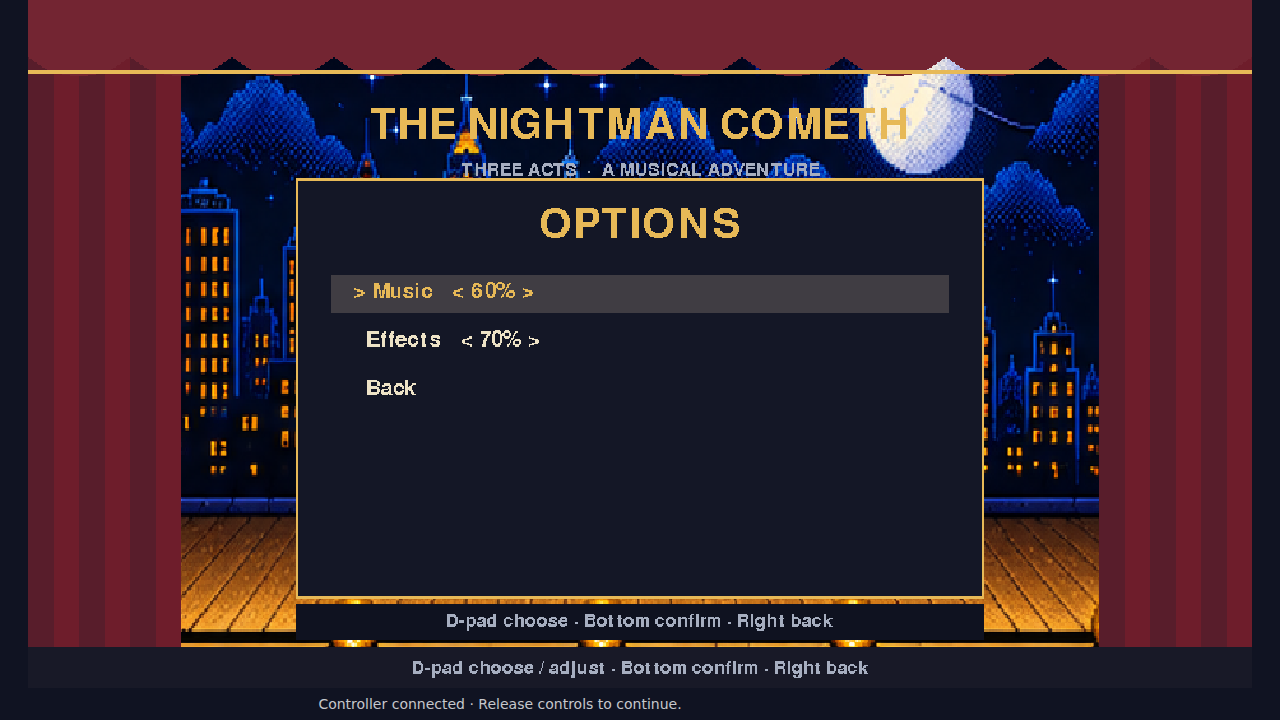 THE NIGHTMAN COMETH
THREE ACTS · A MUSICAL ADVENTURE
OPTIONS
> Music < 60% >
Effects < 70% >
Back
D-pad choose · Bottom confirm · Right back
D-pad choose / adjust · Bottom confirm · Right back
Controller connected · Release controls to continue.